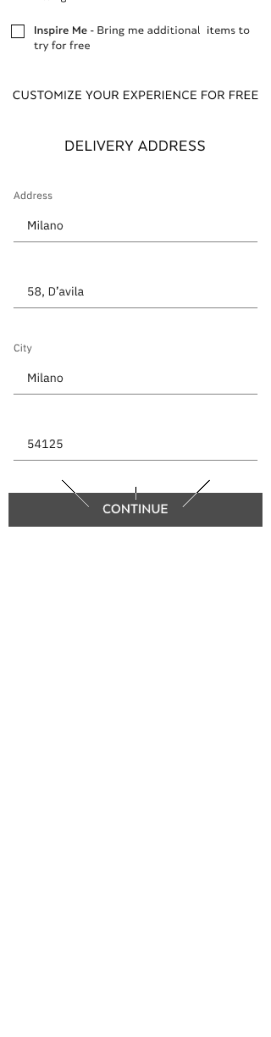 Inspire Me - Bring me additional items to
try for free
CUSTOMIZE YOUR EXPERIENCE FOR FREE
DELIVERY ADDRESS
Address
Milano
58, D’avila
City
Milano
54125
CONTINUE